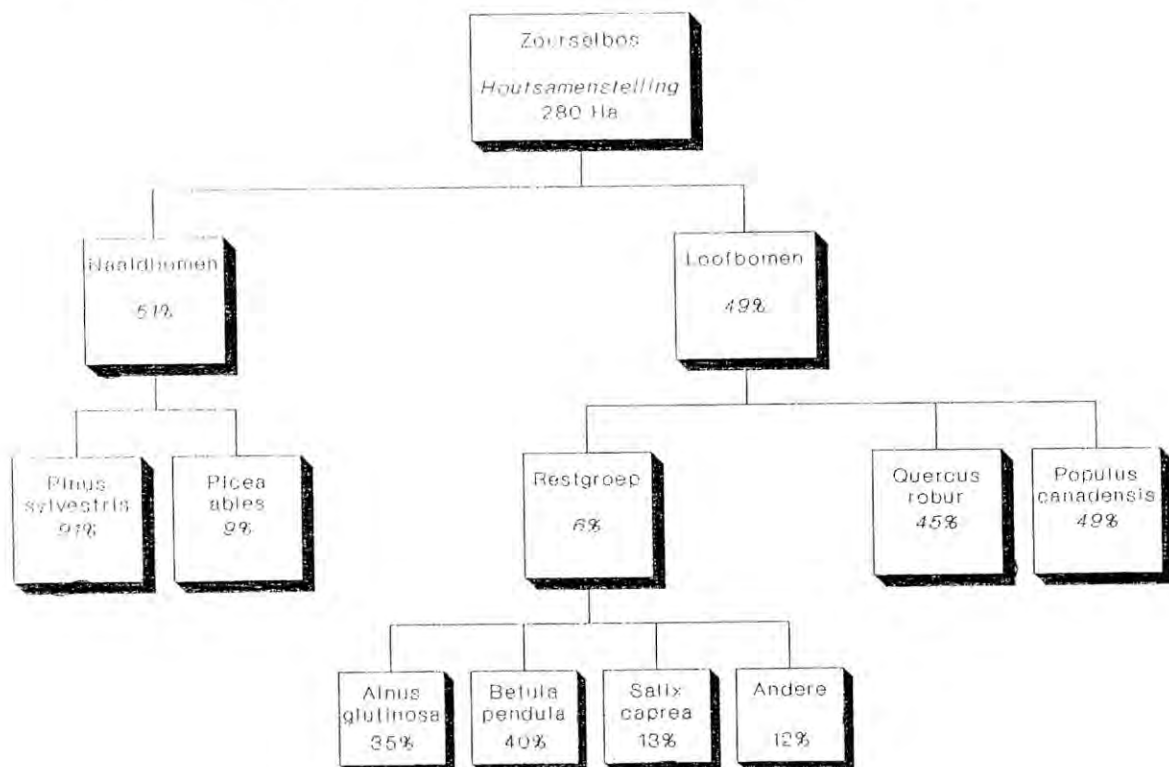 Zoerselbos
Houtsamenstelling
280 Ha
Naaldbomen
51%
Loofbomen
49%
Pinus
sylvestris
91%
Picea
abies
9%
Restgroep
6%
Quercus
robur
45%
Populus
canadensis
49%
Alnus
glutinosa
35%
Betula
pendula
40%
Salix
caprea
13%
Andere
12%